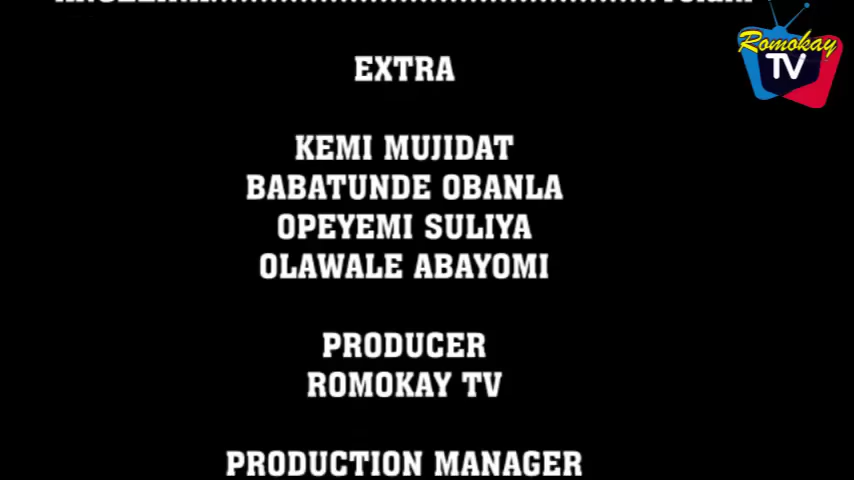 Romokay
TV
EXTRA
KEMI MUJIDAT
BABATUNDE OBANLA
OPEYEMI SULIYA
OLAWALE ABAYOMI
PRODUCER
ROMOKAY TV
PRODUCTION MANAGER